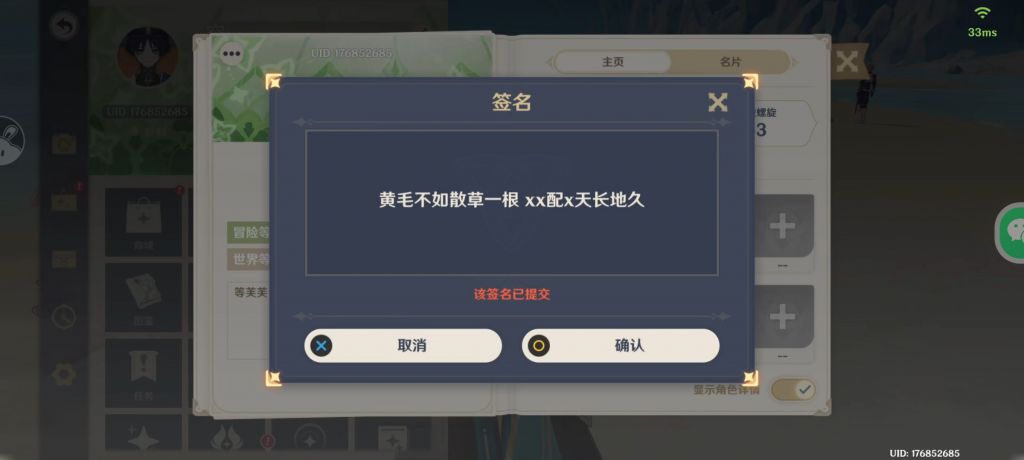 33ms
UID 176852685
主页
名片
UID 176852685
签名
螺旋
3
黄毛不如散草一根 xx配x天长地久
冒险等
世界等
商城
等芙芙
该签名已提交
图鉴
取消
确认
--
--
任务
显示角色详情
UID: 176852685